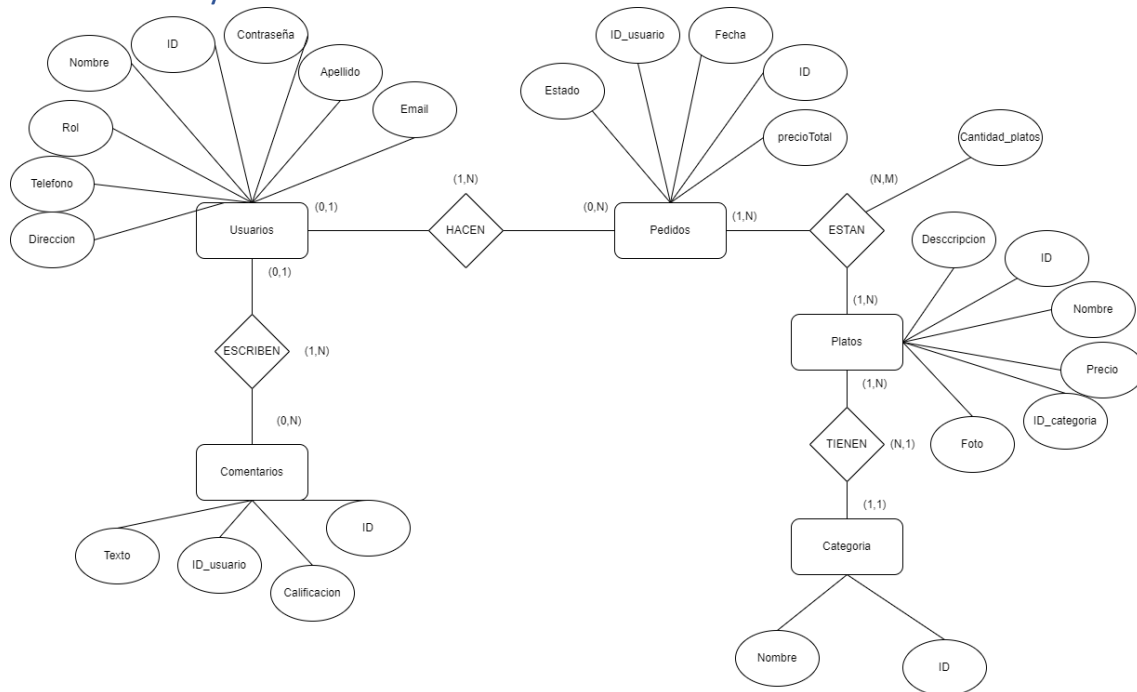 ID
Contraseña
Nombre
Apellido
Email
Rol
Telefono
Direccion
Usuarios
(0,1)
(0,1)
(1,N)
HACEN
(0,N)
ID_usuario
Fecha
Estado
ID
precioTotal
Pedidos
(1,N)
(N,M)
ESTAN
Cantidad_platos
(1,N)
Desccripcion
ID
Nombre
Platos
Precio
ID_categoria
Foto
(1,N)
TIENEN
(N,1)
(1,1)
Categoria
Nombre
ID
ESCRIBEN
(1,N)
(0,N)
Comentarios
ID
Texto
ID_usuario
Calificacion